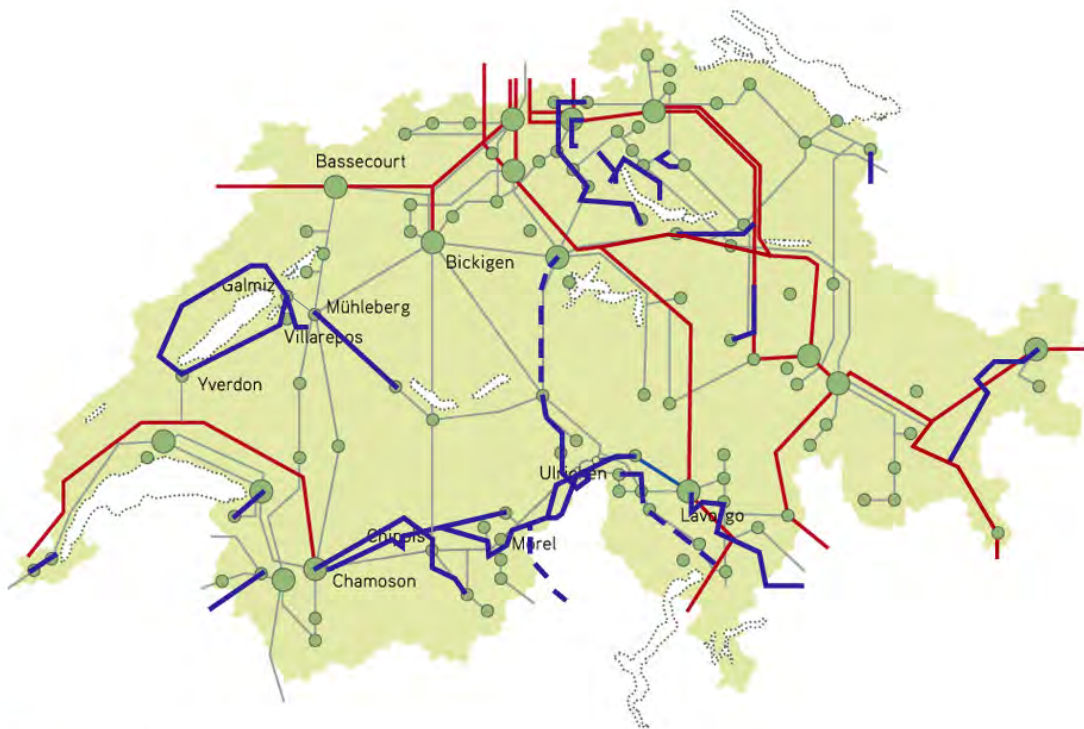 Bassecourt
Bickigen
Galmiz
Mühleberg
Villarepos
Yverdon
Ulrichen
Lavorgo
Chippis
Mörel
Chamoson